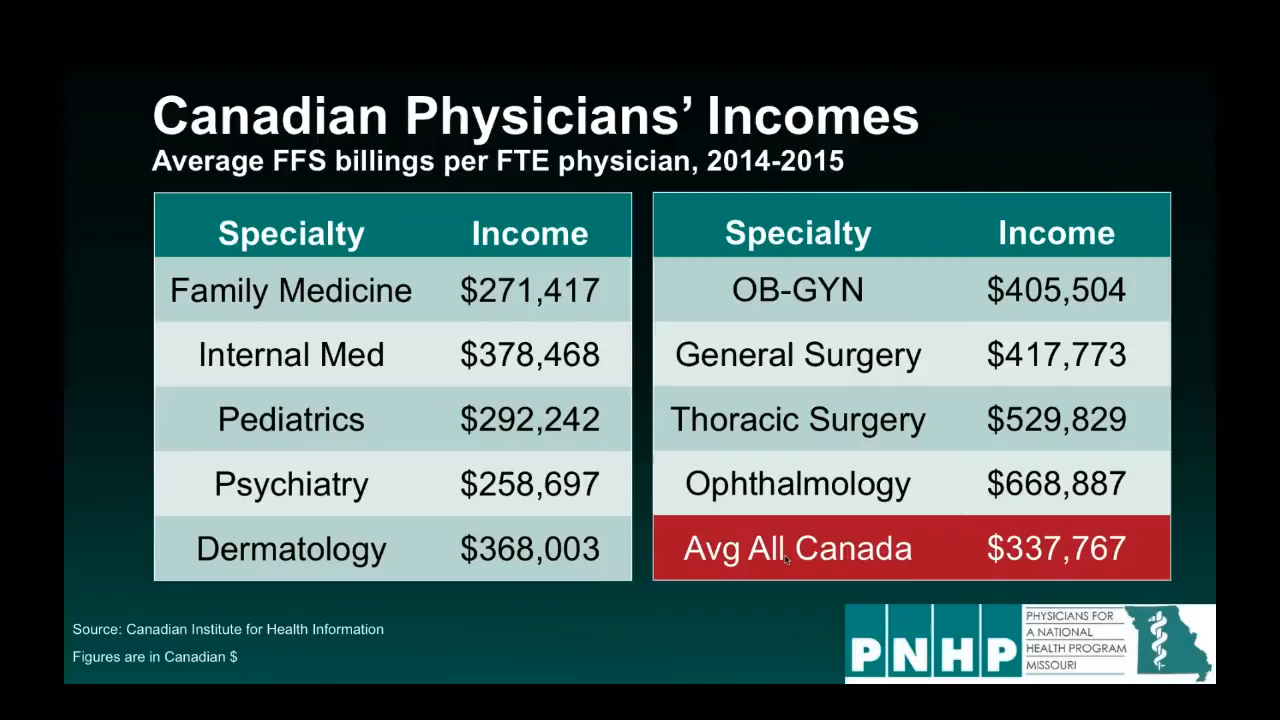 Canadian Physicians’ Incomes
Average FFS billings per FTE physician, 2014-2015
Specialty Income
Family Medicine $271,417
Internal Med $378,468
Pediatrics $292,242
Psychiatry $258,697
Dermatology $368,003
Specialty Income
OB-GYN $405,504
General Surgery $417,773
Thoracic Surgery $529,829
Ophthalmology $668,887
Avg All Canada $337,767
Source: Canadian Institute for Health Information
Figures are in Canadian $
PNHP
PHYSICIANS FOR
A NATIONAL
HEALTH PROGRAM
MISSOURI